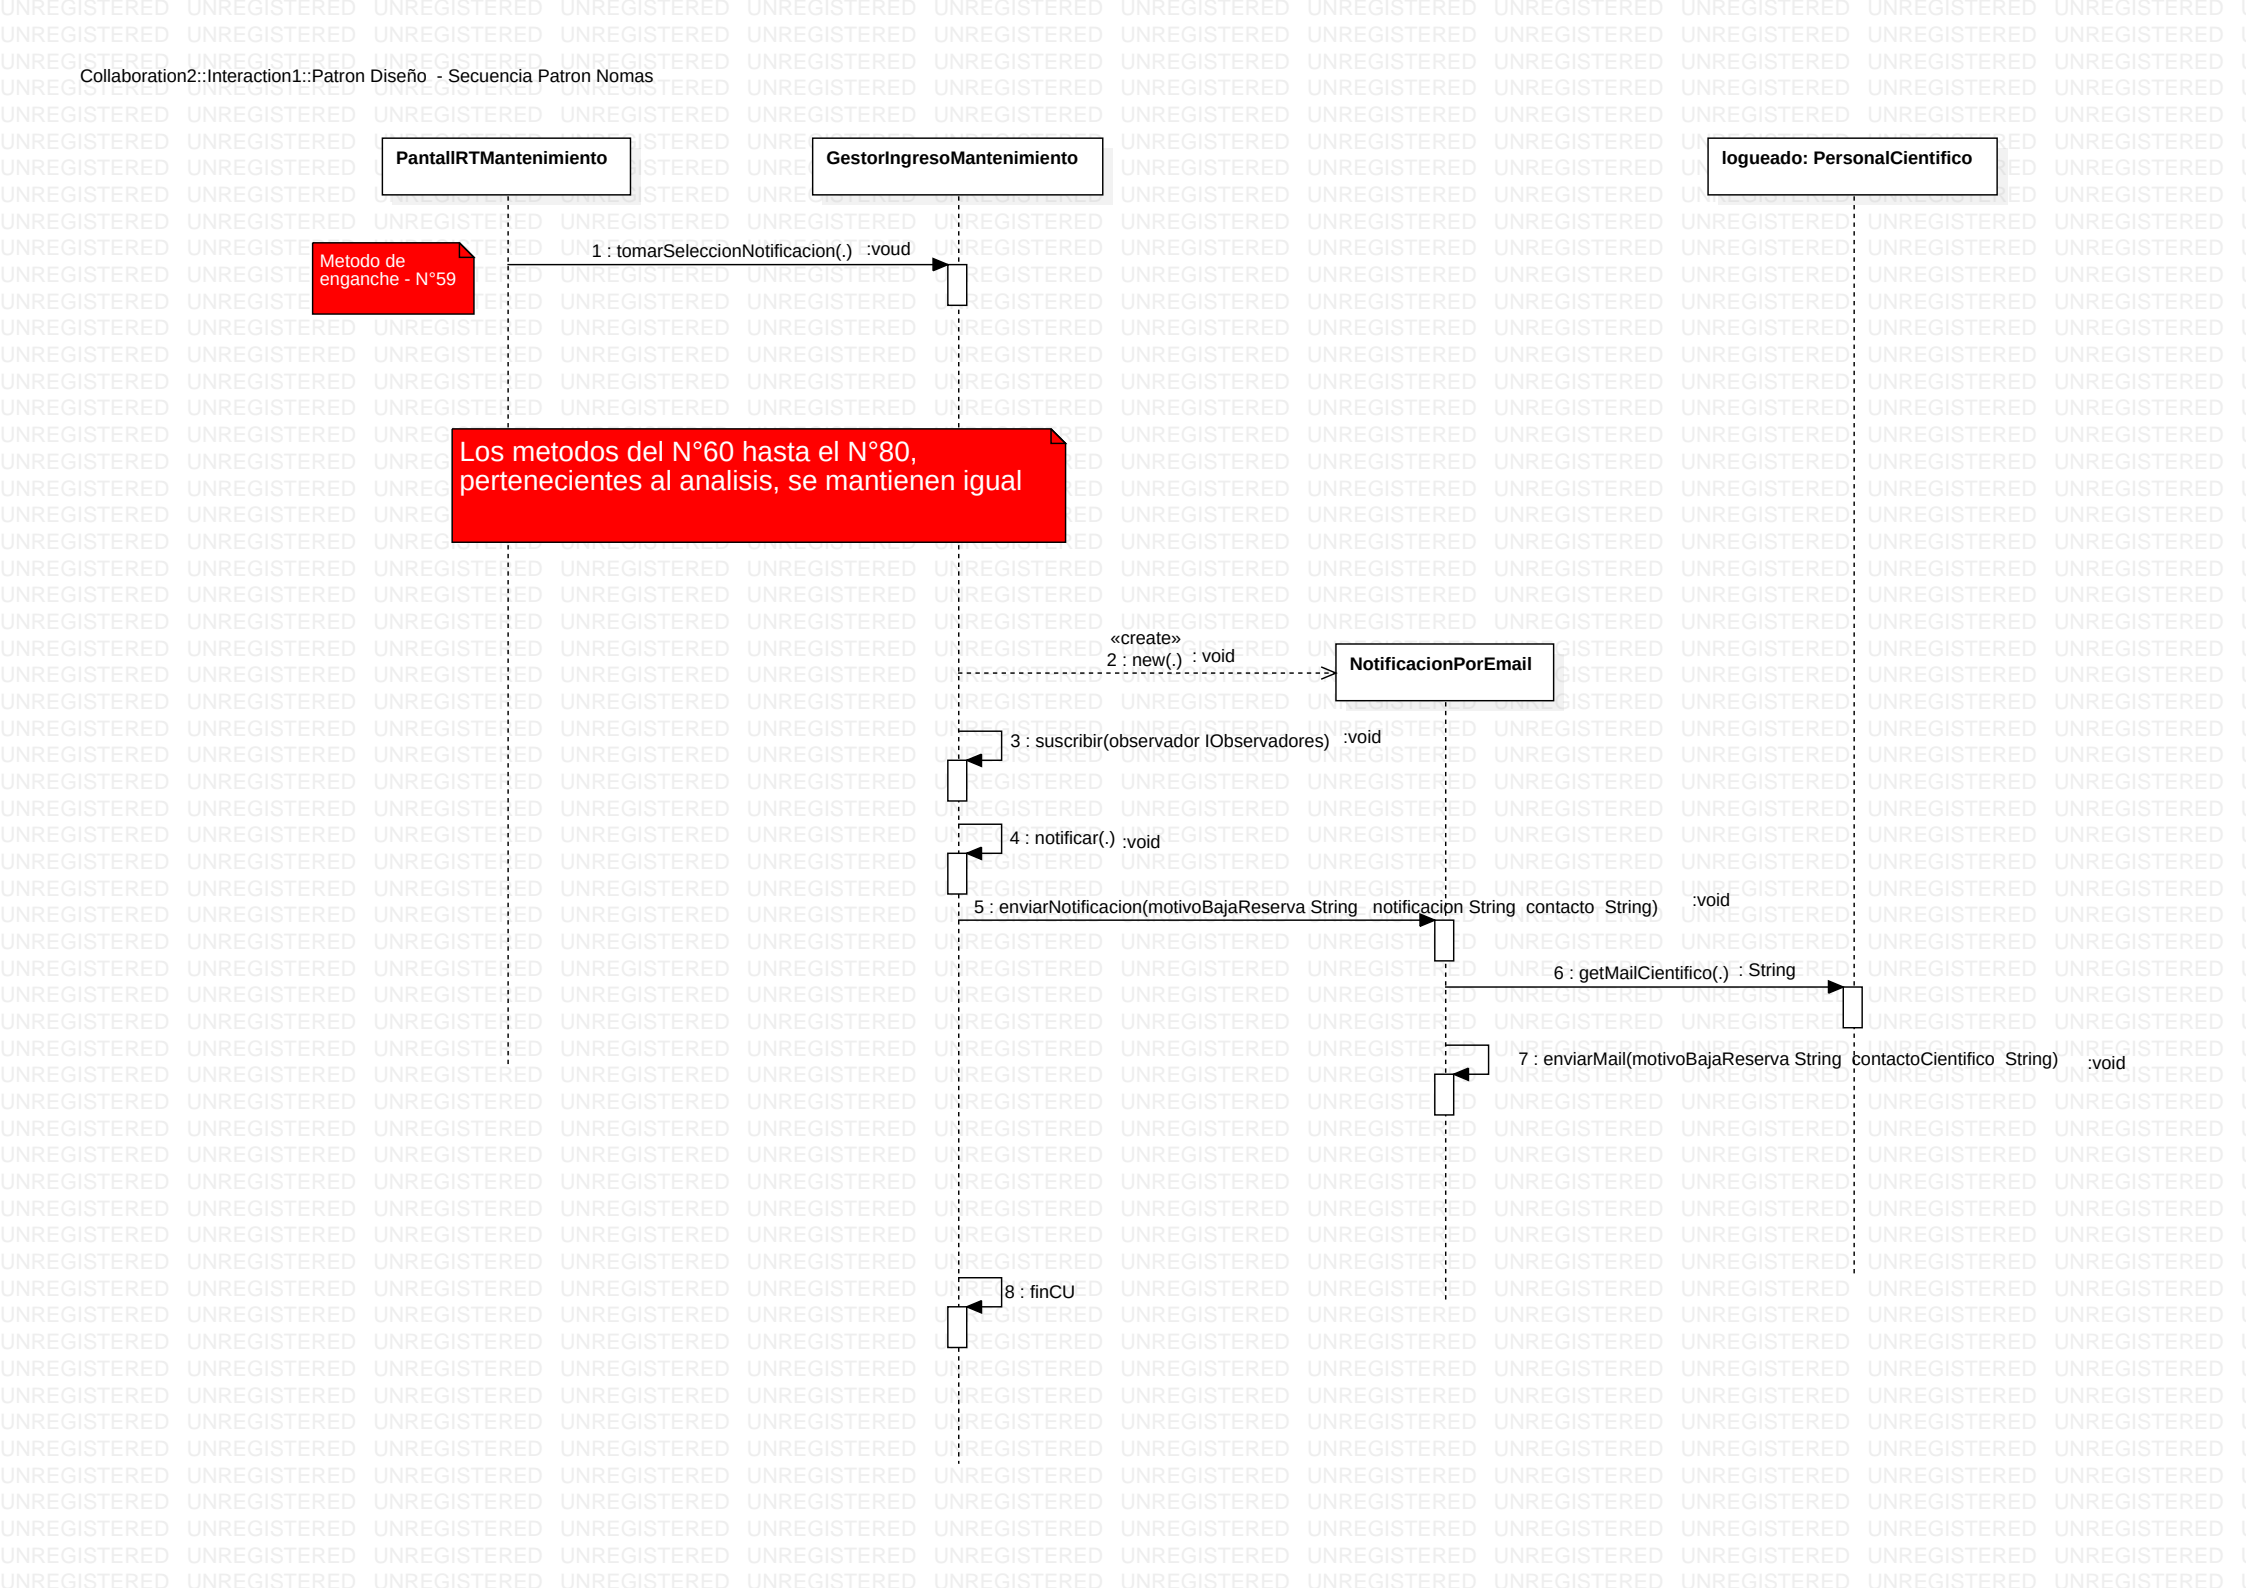 Collaboration2::Interaction1::Patron Diseño  - Secuencia Patron Nomas
PantallRTMantenimiento
GestorIngresoMantenimiento
logueado: PersonalCientifico
Metodo de
enganche - N°59
1 : tomarSeleccionNotificacion(.)
:voud
Los metodos del N°60 hasta el N°80,
pertenecientes al analisis, se mantienen igual
«create»
2 : new(.)
: void
NotificacionPorEmail
3 : suscribir(observador IObservadores)
:void
4 : notificar(.)
:void
5 : enviarNotificacion(motivoBajaReserva String   notificacion String  contacto  String)
:void
6 : getMailCientifico(.)
: String
7 : enviarMail(motivoBajaReserva String  contactoCientifico  String)
:void
8 : finCU
UNREGISTERED